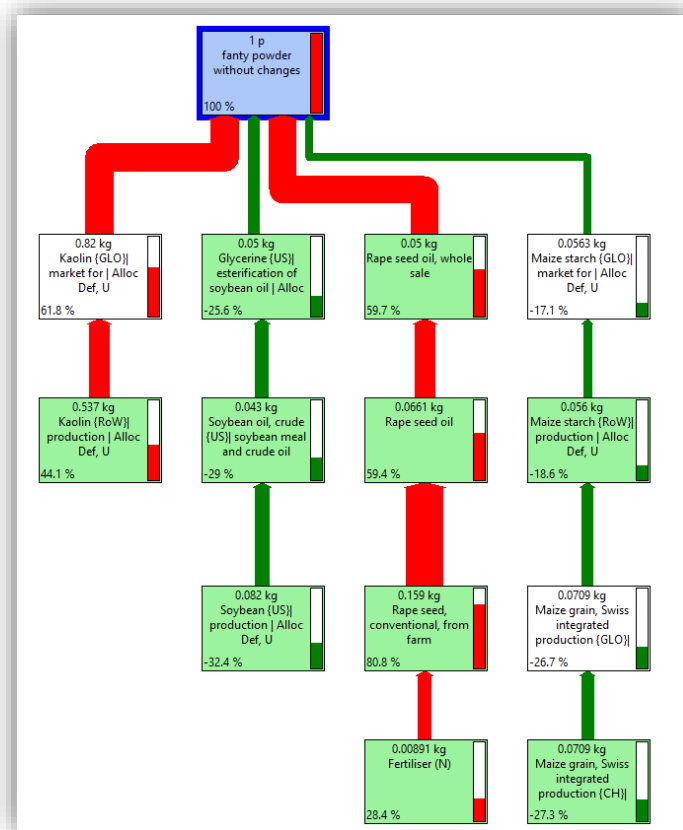 1 p
fanty powder
without changes
100 %
0.82 kg
Kaolin {GLO}|
market for | Alloc
Def, U
61.8 %
0.05 kg
Glycerine {US}|
esterification of
soybean oil | Alloc
-25.6 %
0.05 kg
Rape seed oil, whole
sale
59.7 %
0.0563 kg
Maize starch {GLO}|
market for | Alloc
Def, U
-17.1 %
0.537 kg
Kaolin {RoW}|
production | Alloc
Def, U
44.1 %
0.043 kg
Soybean oil, crude
{US}| soybean meal
and crude oil
-29 %
0.0661 kg
Rape seed oil
59.4 %
0.056 kg
Maize starch {RoW}|
production | Alloc
Def, U
-18.6 %
0.082 kg
Soybean {US}|
production | Alloc
Def, U
-32.4 %
0.159 kg
Rape seed,
conventional, from
farm
80.8 %
0.0709 kg
Maize grain, Swiss
integrated
production {GLO}|
-26.7 %
0.00891 kg
Fertiliser (N)
28.4 %
0.0709 kg
Maize grain, Swiss
integrated
production {CH}|
-27.3 %